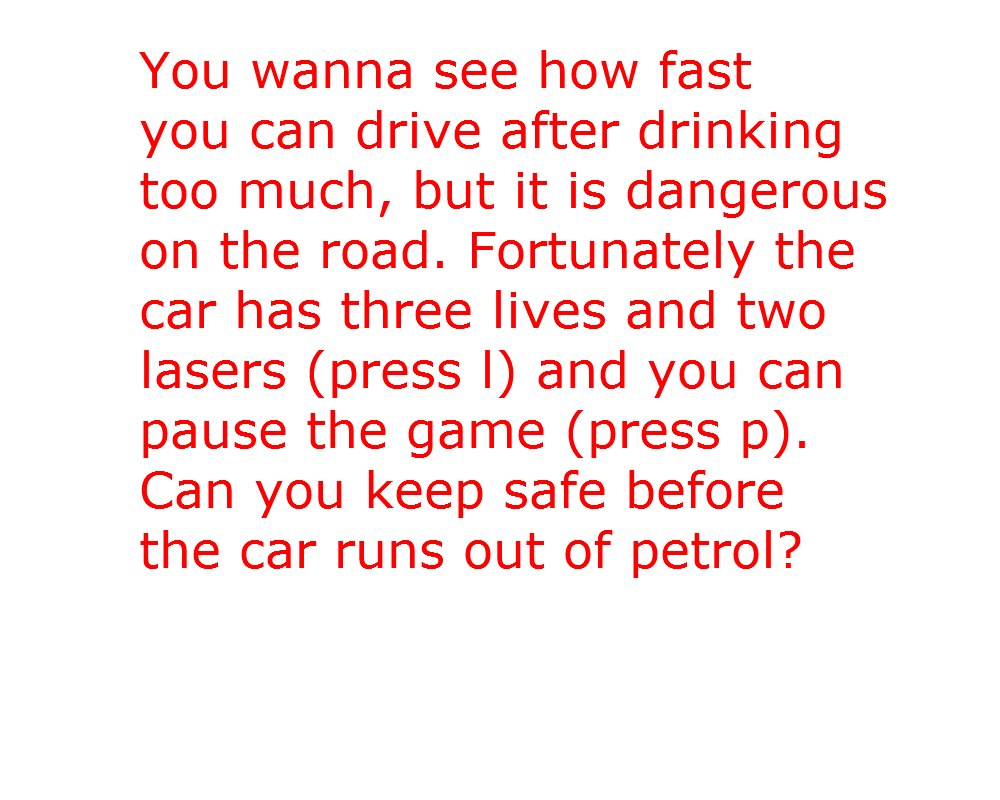 You wanna see how fast
you can drive after drinking
too much, but it is dangerous
on the road. Fortunately the
car has three lives and two
lasers (press l) and you can
pause the game (press p).
Can you keep safe before
the car runs out of petrol?